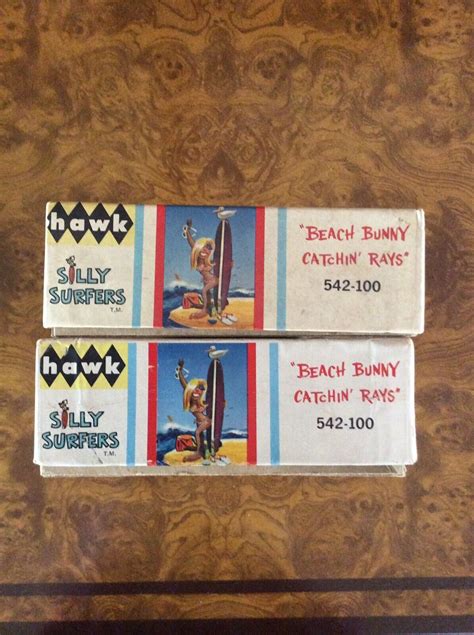 hawk
SILLY
SURFERS
T.M.
"BEACH BUNNY
CATCHIN' RAYS"
542-100
hawk
SILLY
SURFERS
T.M.
"BEACH BUNNY
CATCHIN' RAYS"
542-100